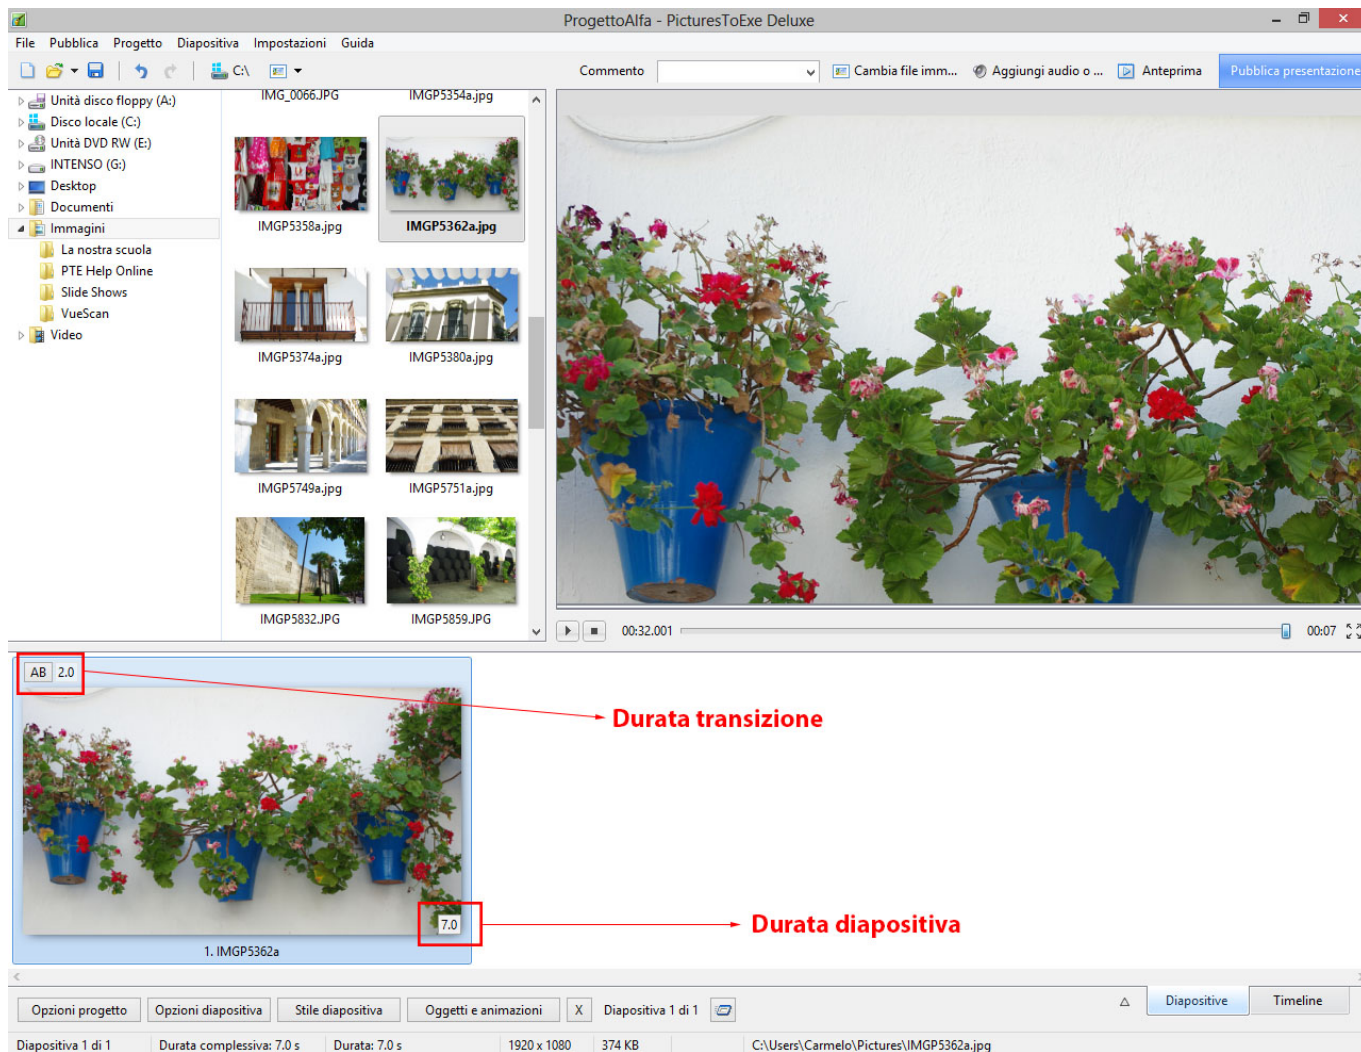 ProgettoAlfa - PicturesToExe Deluxe
File Pubblica Progetto Diapositiva Impostazioni Guida
C:\ Commento Cambia file imm... Aggiungi audio o ... Anteprima Pubblica presentazione
Unità disco floppy (A:)
Disco locale (C:)
Unità DVD RW (E:)
INTENSO (G:)
Desktop
Documenti
Immagini
La nostra scuola
PTE Help Online
Slide Shows
VueScan
Video
IMG_0066.JPG IMGP5354a.jpg
IMGP5358a.jpg IMGP5362a.jpg
IMGP5374a.jpg IMGP5380a.jpg
IMGP5749a.jpg IMGP5751a.jpg
IMGP5832.JPG IMGP5859.JPG
00:32.001 00:07
AB 2.0
Durata transizione
7.0
Durata diapositiva
1. IMGP5362a
Opzioni progetto Opzioni diapositiva Stile diapositiva Oggetti e animazioni X Diapositiva 1 di 1 Diapositive Timeline
Diapositiva 1 di 1 Durata complessiva: 7.0 s Durata: 7.0 s 1920 x 1080 374 KB C:\Users\Carmelo\Pictures\IMGP5362a.jpg